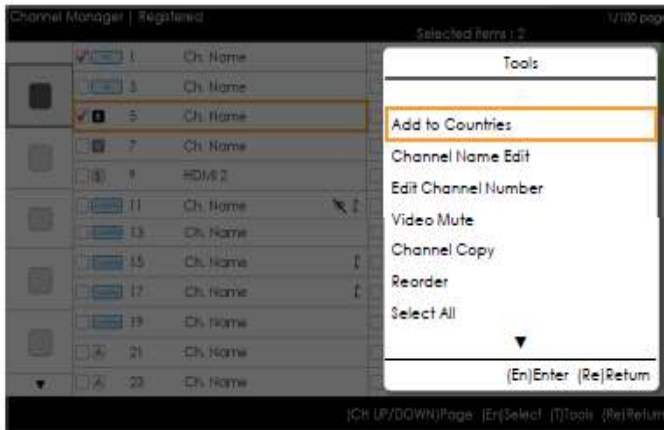 Channel Manager | Registered
1/100 page
Selected items : 2
1 Ch. Name
3 Ch. Name
5 Ch. Name
7 Ch. Name
9 HDMI 2
11 Ch. Name
13 Ch. Name
15 Ch. Name
17 Ch. Name
19 Ch. Name
21 Ch. Name
23 Ch. Name
Tools
Add to Countries
Channel Name Edit
Edit Channel Number
Video Mute
Channel Copy
Reorder
Select All
▼
(En)Enter (Re)Return
▼
(CH UP/DOWN)Page (En)Select (T)Tools (Re)Return